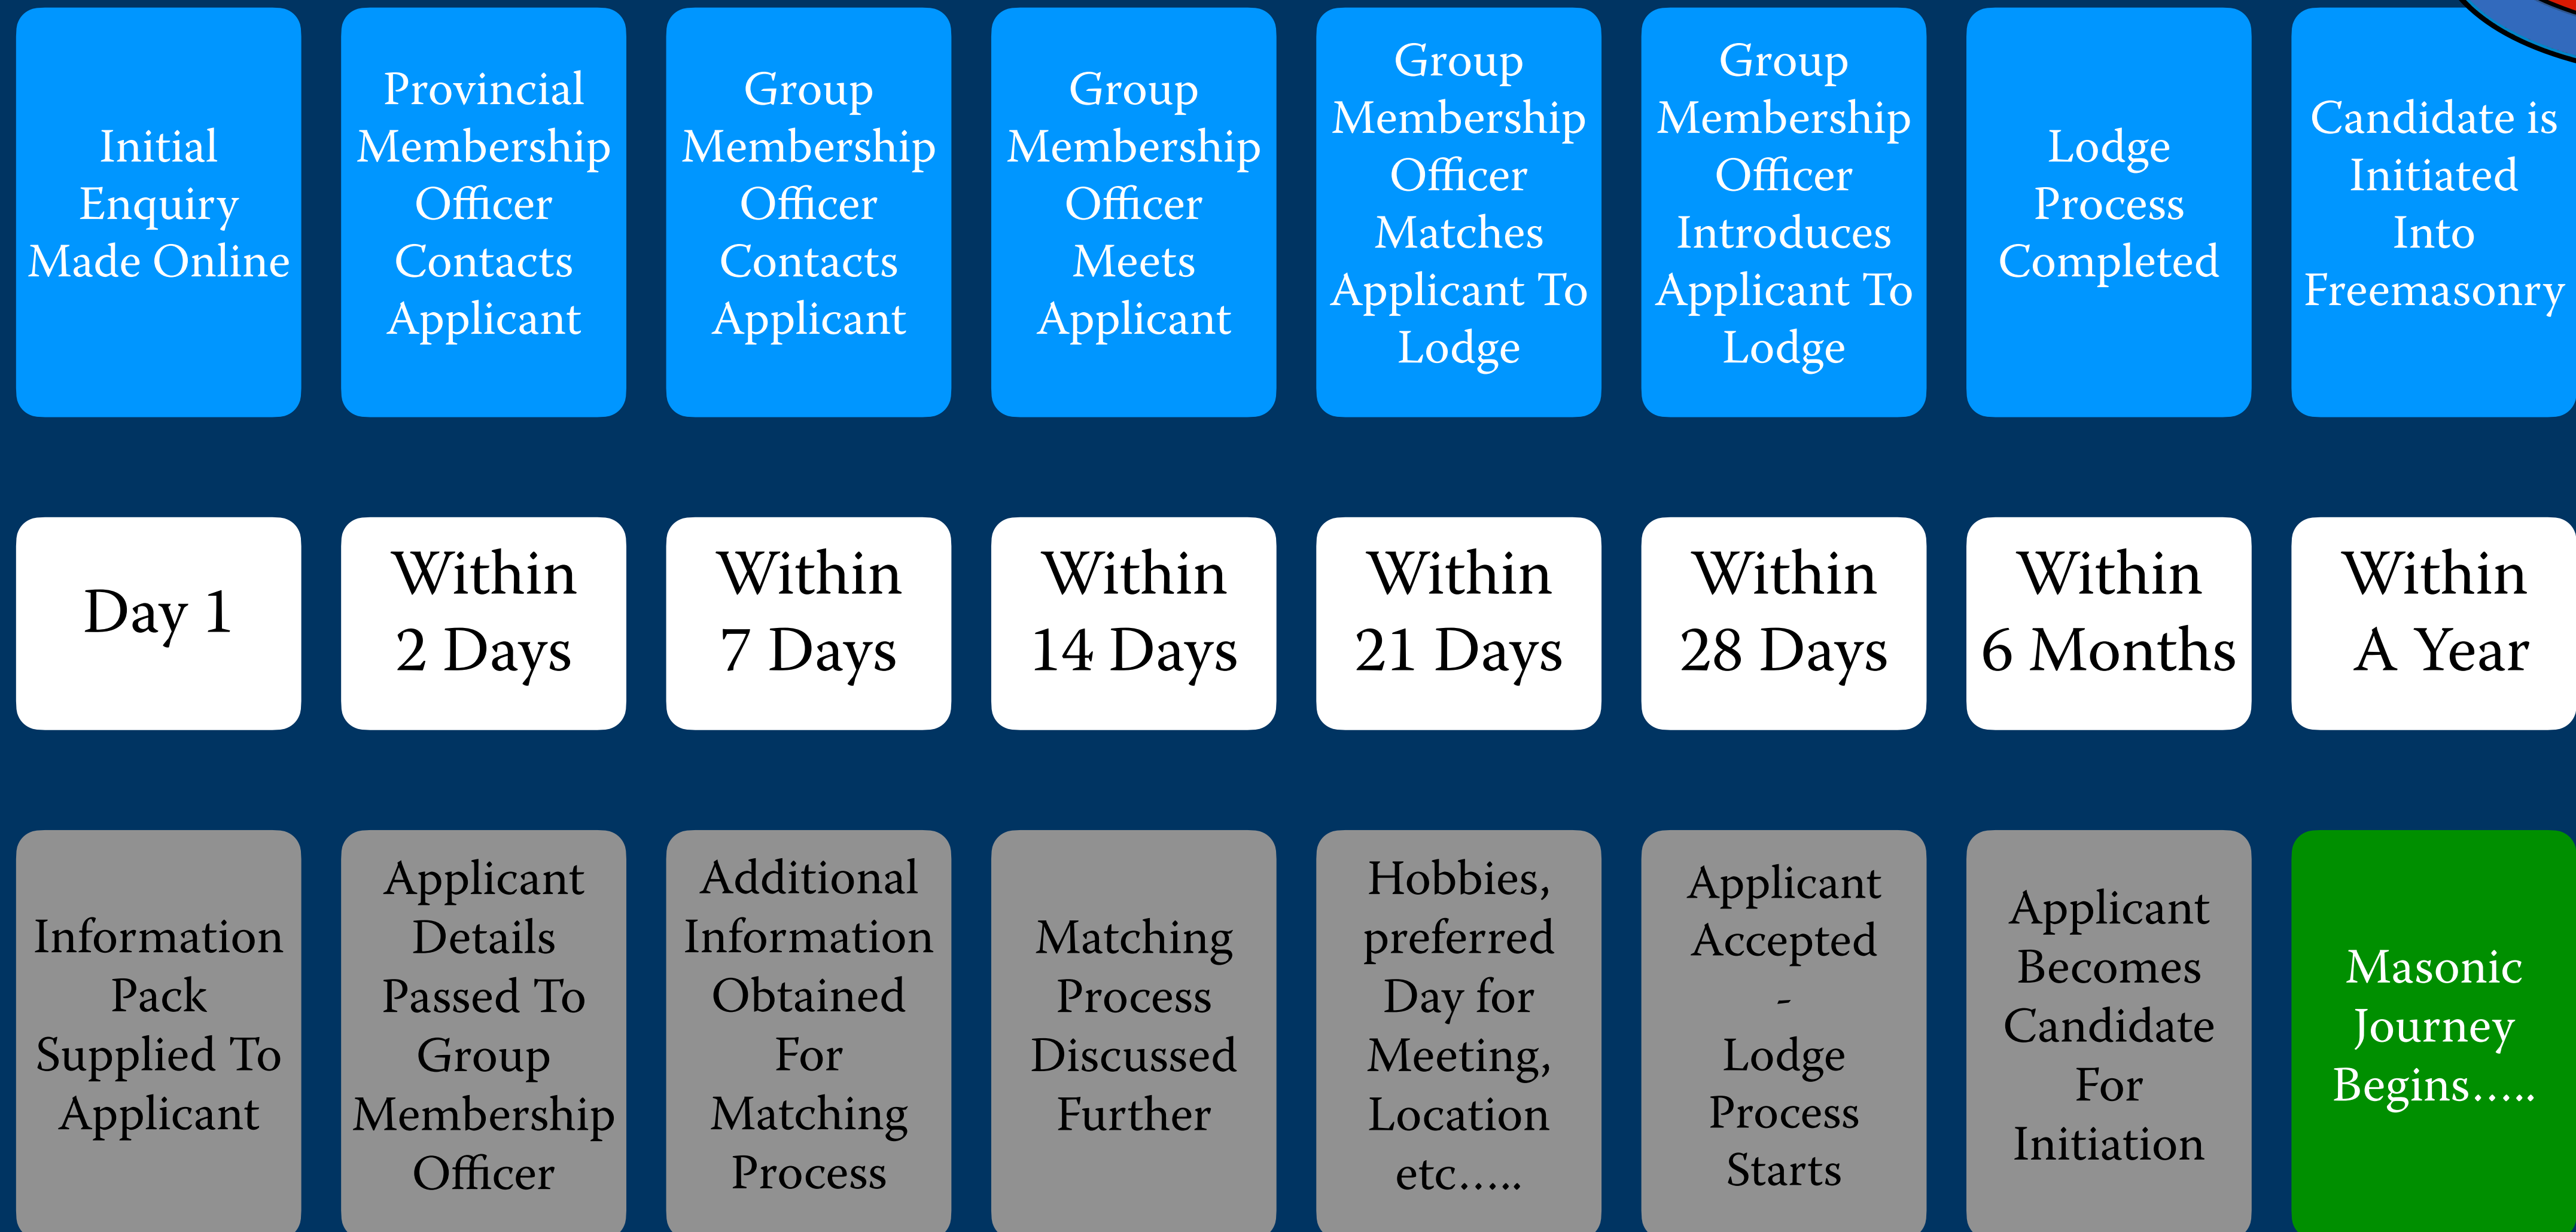 Initial
Enquiry
Made Online
Provincial
Membership
Officer
Contacts
Applicant
Group
Membership
Officer
Contacts
Applicant
Group
Membership
Officer
Meets
Applicant
Group
Membership
Officer
Matches
Applicant To
Lodge
Group
Membership
Officer
Introduces
Applicant To
Lodge
Lodge
Process
Completed
Candidate is
Initiated
Into
Freemasonry
Day 1
Within
2 Days
Within
7 Days
Within
14 Days
Within
21 Days
Within
28 Days
Within
6 Months
Within
A Year
Information
Pack
Supplied To
Applicant
Applicant
Details
Passed To
Group
Membership
Officer
Additional
Information
Obtained
For
Matching
Process
Matching
Process
Discussed
Further
Hobbies,
preferred
Day for
Meeting,
Location
etc.....
Applicant
Accepted
-
Lodge
Process
Starts
Applicant
Becomes
Candidate
For
Initiation
Masonic
Journey
Begins.....